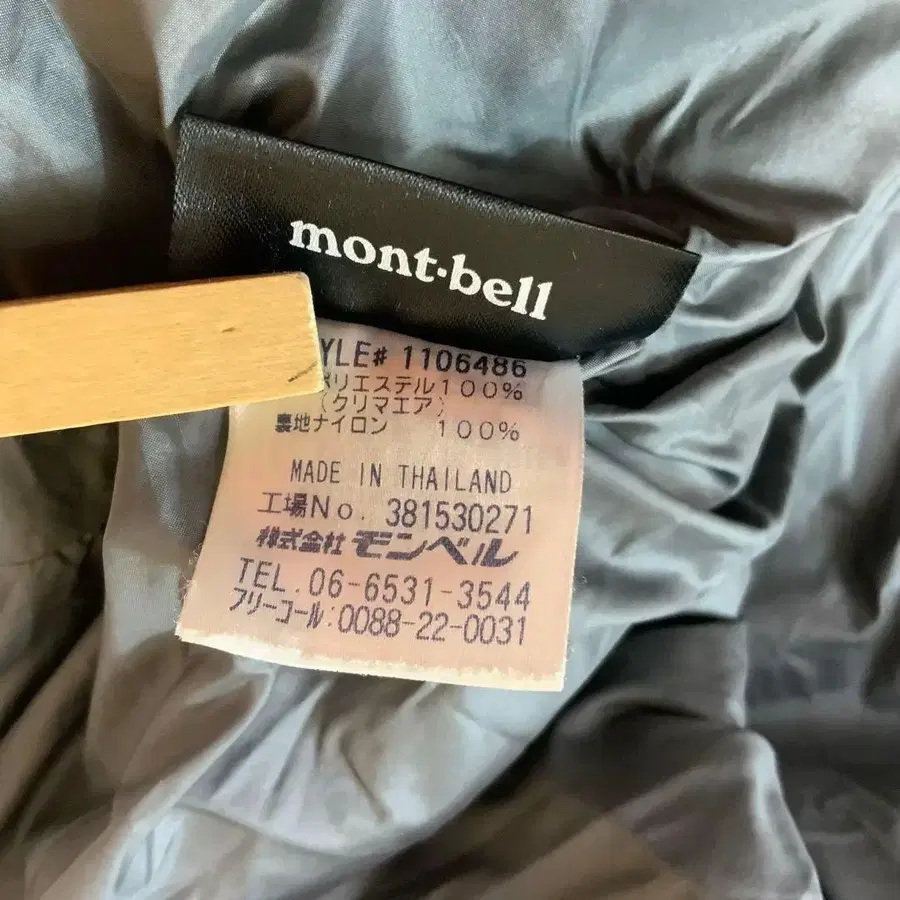 mont·bell
YLE# 1106486
ポリエステル100%
(クリマエア)
裏地ナイロン 100%
MADE IN THAILAND
工場No. 381530271
株式会社 モンベル
TEL. 06-6531-3544
フリーコール:0088-22-0031